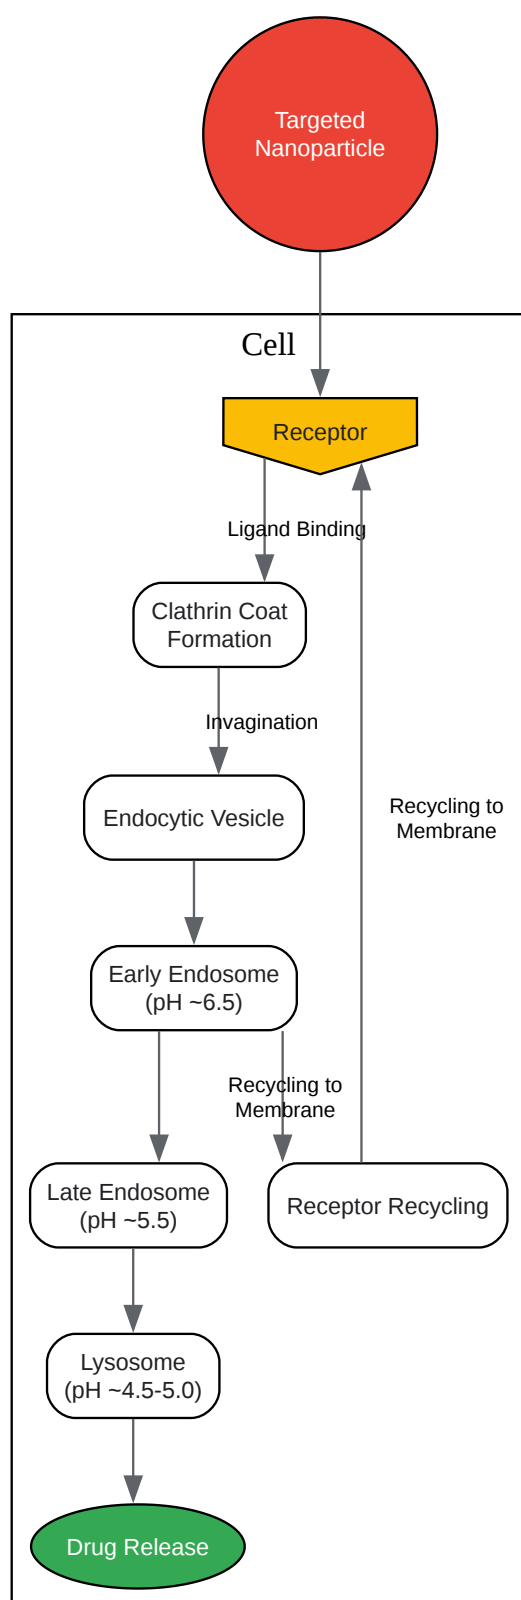 Targeted
Nanoparticle
Cell
Receptor
Ligand Binding
Clathrin Coat
Formation
Invagination
Endocytic Vesicle
Recycling to
Membrane
Early Endosome
(pH ~6.5)
Recycling to
Membrane
Late Endosome
(pH ~5.5)
Receptor Recycling
Lysosome
(pH ~4.5-5.0)
Drug Release